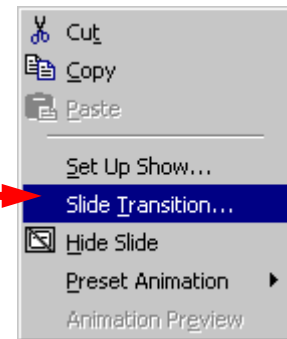 Cut
Copy
Paste
Set Up Show...
Slide Transition...
Hide Slide
Preset Animation
Animation Preview